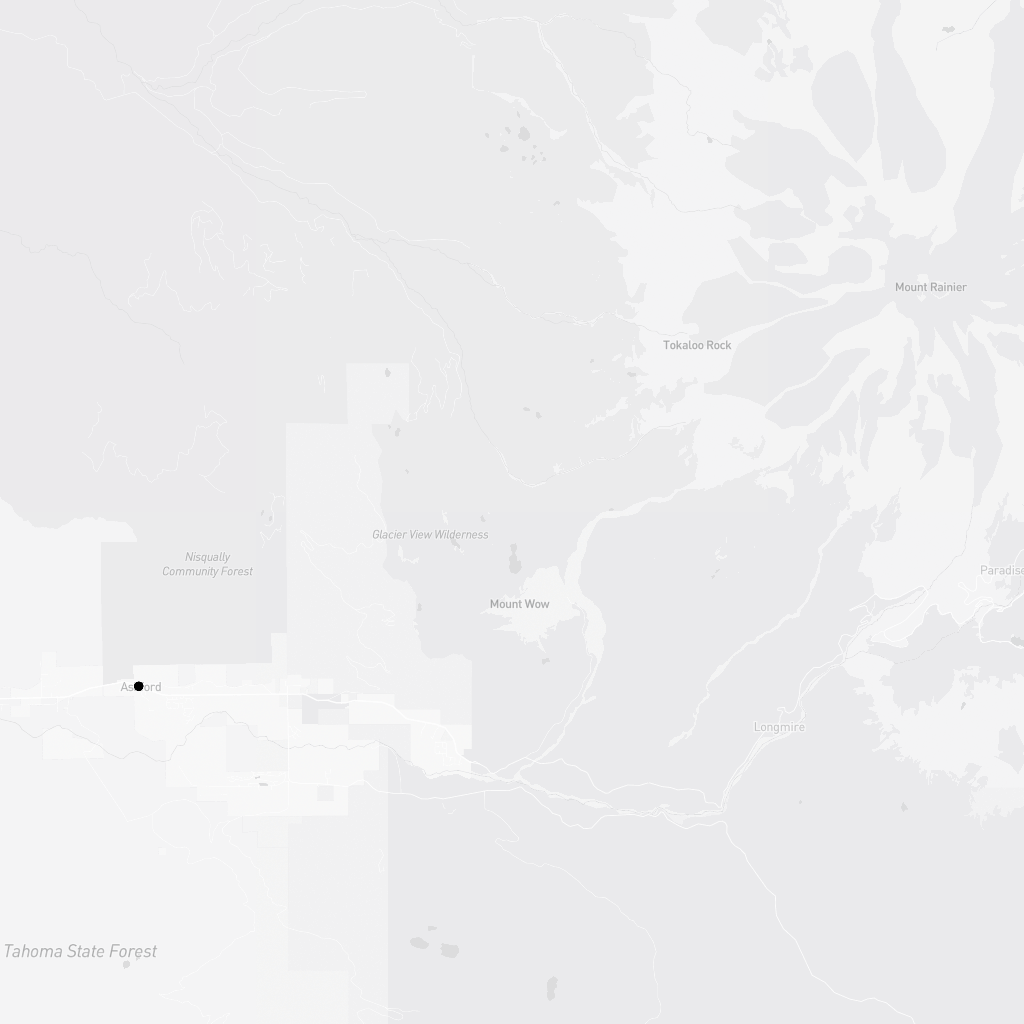 Mount Rainier
Tokaloo Rock
Glacier View Wilderness
Nisqually
Community Forest
Paradise
Mount Wow
Ashford
Longmire
Tahoma State Forest